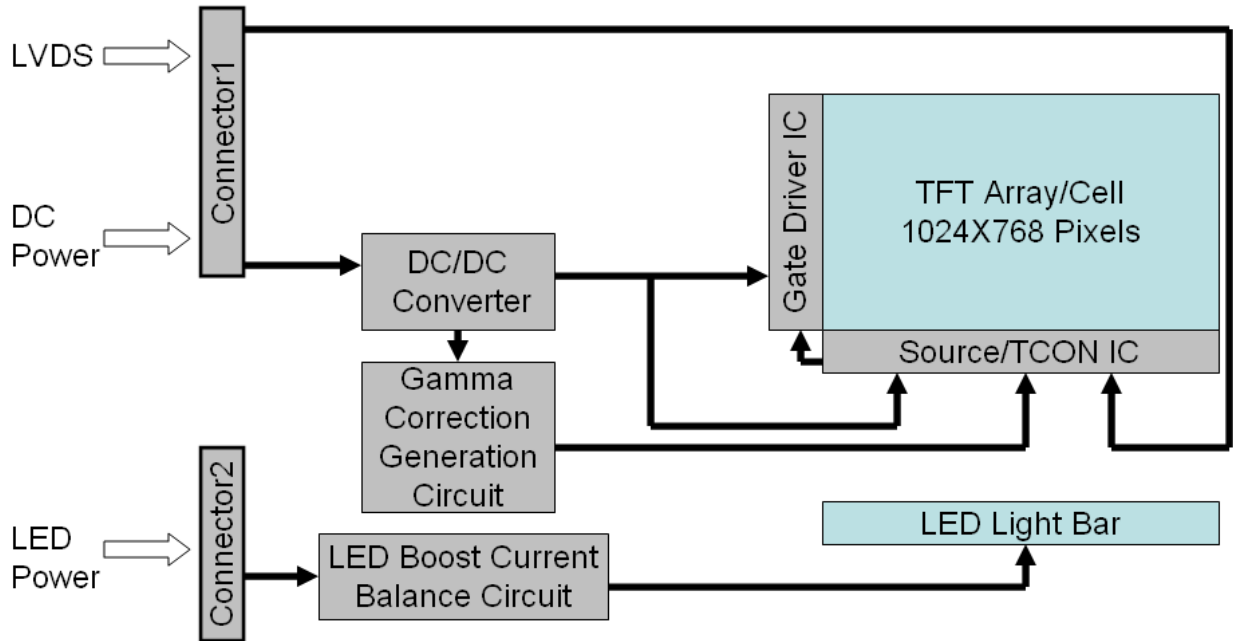 LVDS
Connector1
DC
Power
DC/DC
Converter
Gate Driver IC
TFT Array/Cell
1024X768 Pixels
Source/TCON IC
Gamma
Correction
Generation
Circuit
Connector2
LED
Power
LED Boost Current
Balance Circuit
LED Light Bar